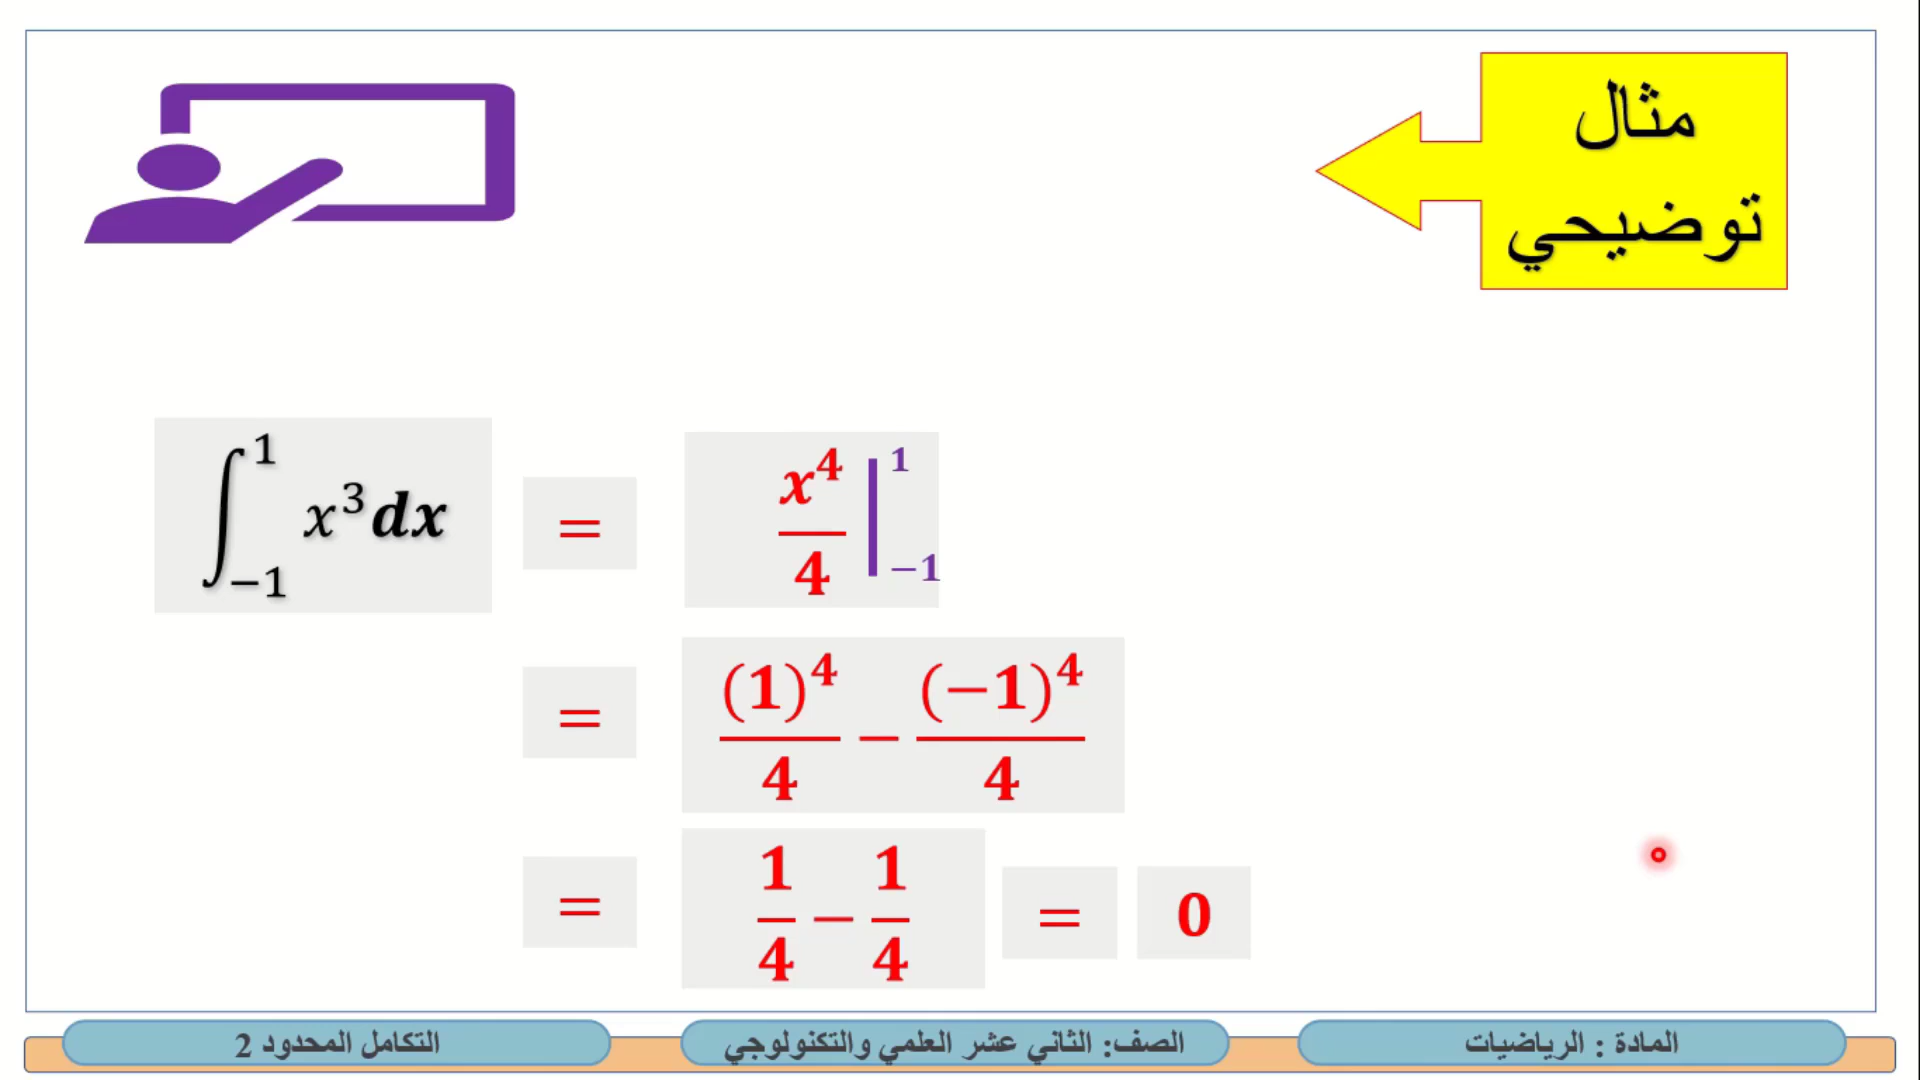 مثال
توضيحي
∫_{-1}^{1} x³dx = x⁴/4 |_{-1}^{1}
= (1)⁴/4 − (−1)⁴/4
= 1/4 − 1/4 = 0
المادة : الرياضيات
الصف: الثاني عشر العلمي والتكنولوجي
التكامل المحدود 2